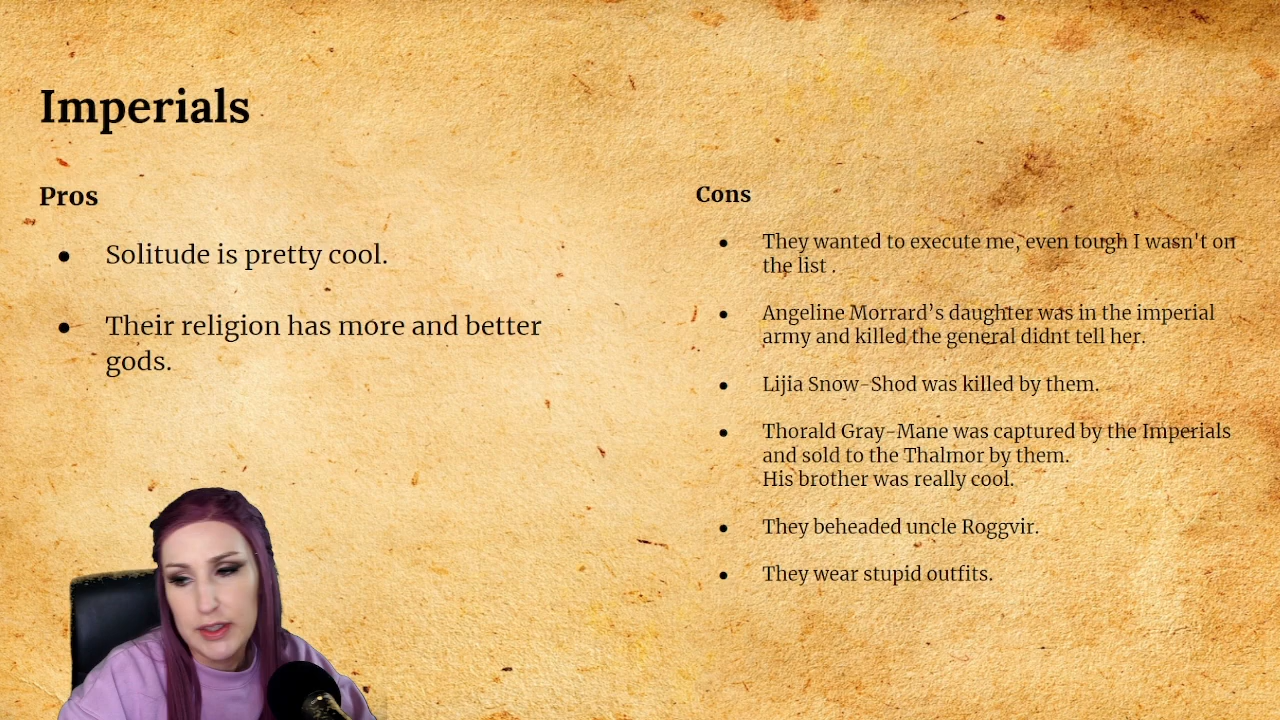 Imperials
Pros
Solitude is pretty cool.
Their religion has more and better
gods.
Cons
They wanted to execute me, even tough I wasn't on
the list .
Angeline Morrard’s daughter was in the imperial
army and killed the general didnt tell her.
Lijia Snow-Shod was killed by them.
Thorald Gray-Mane was captured by the Imperials
and sold to the Thalmor by them.
His brother was really cool.
They beheaded uncle Roggvir.
They wear stupid outfits.